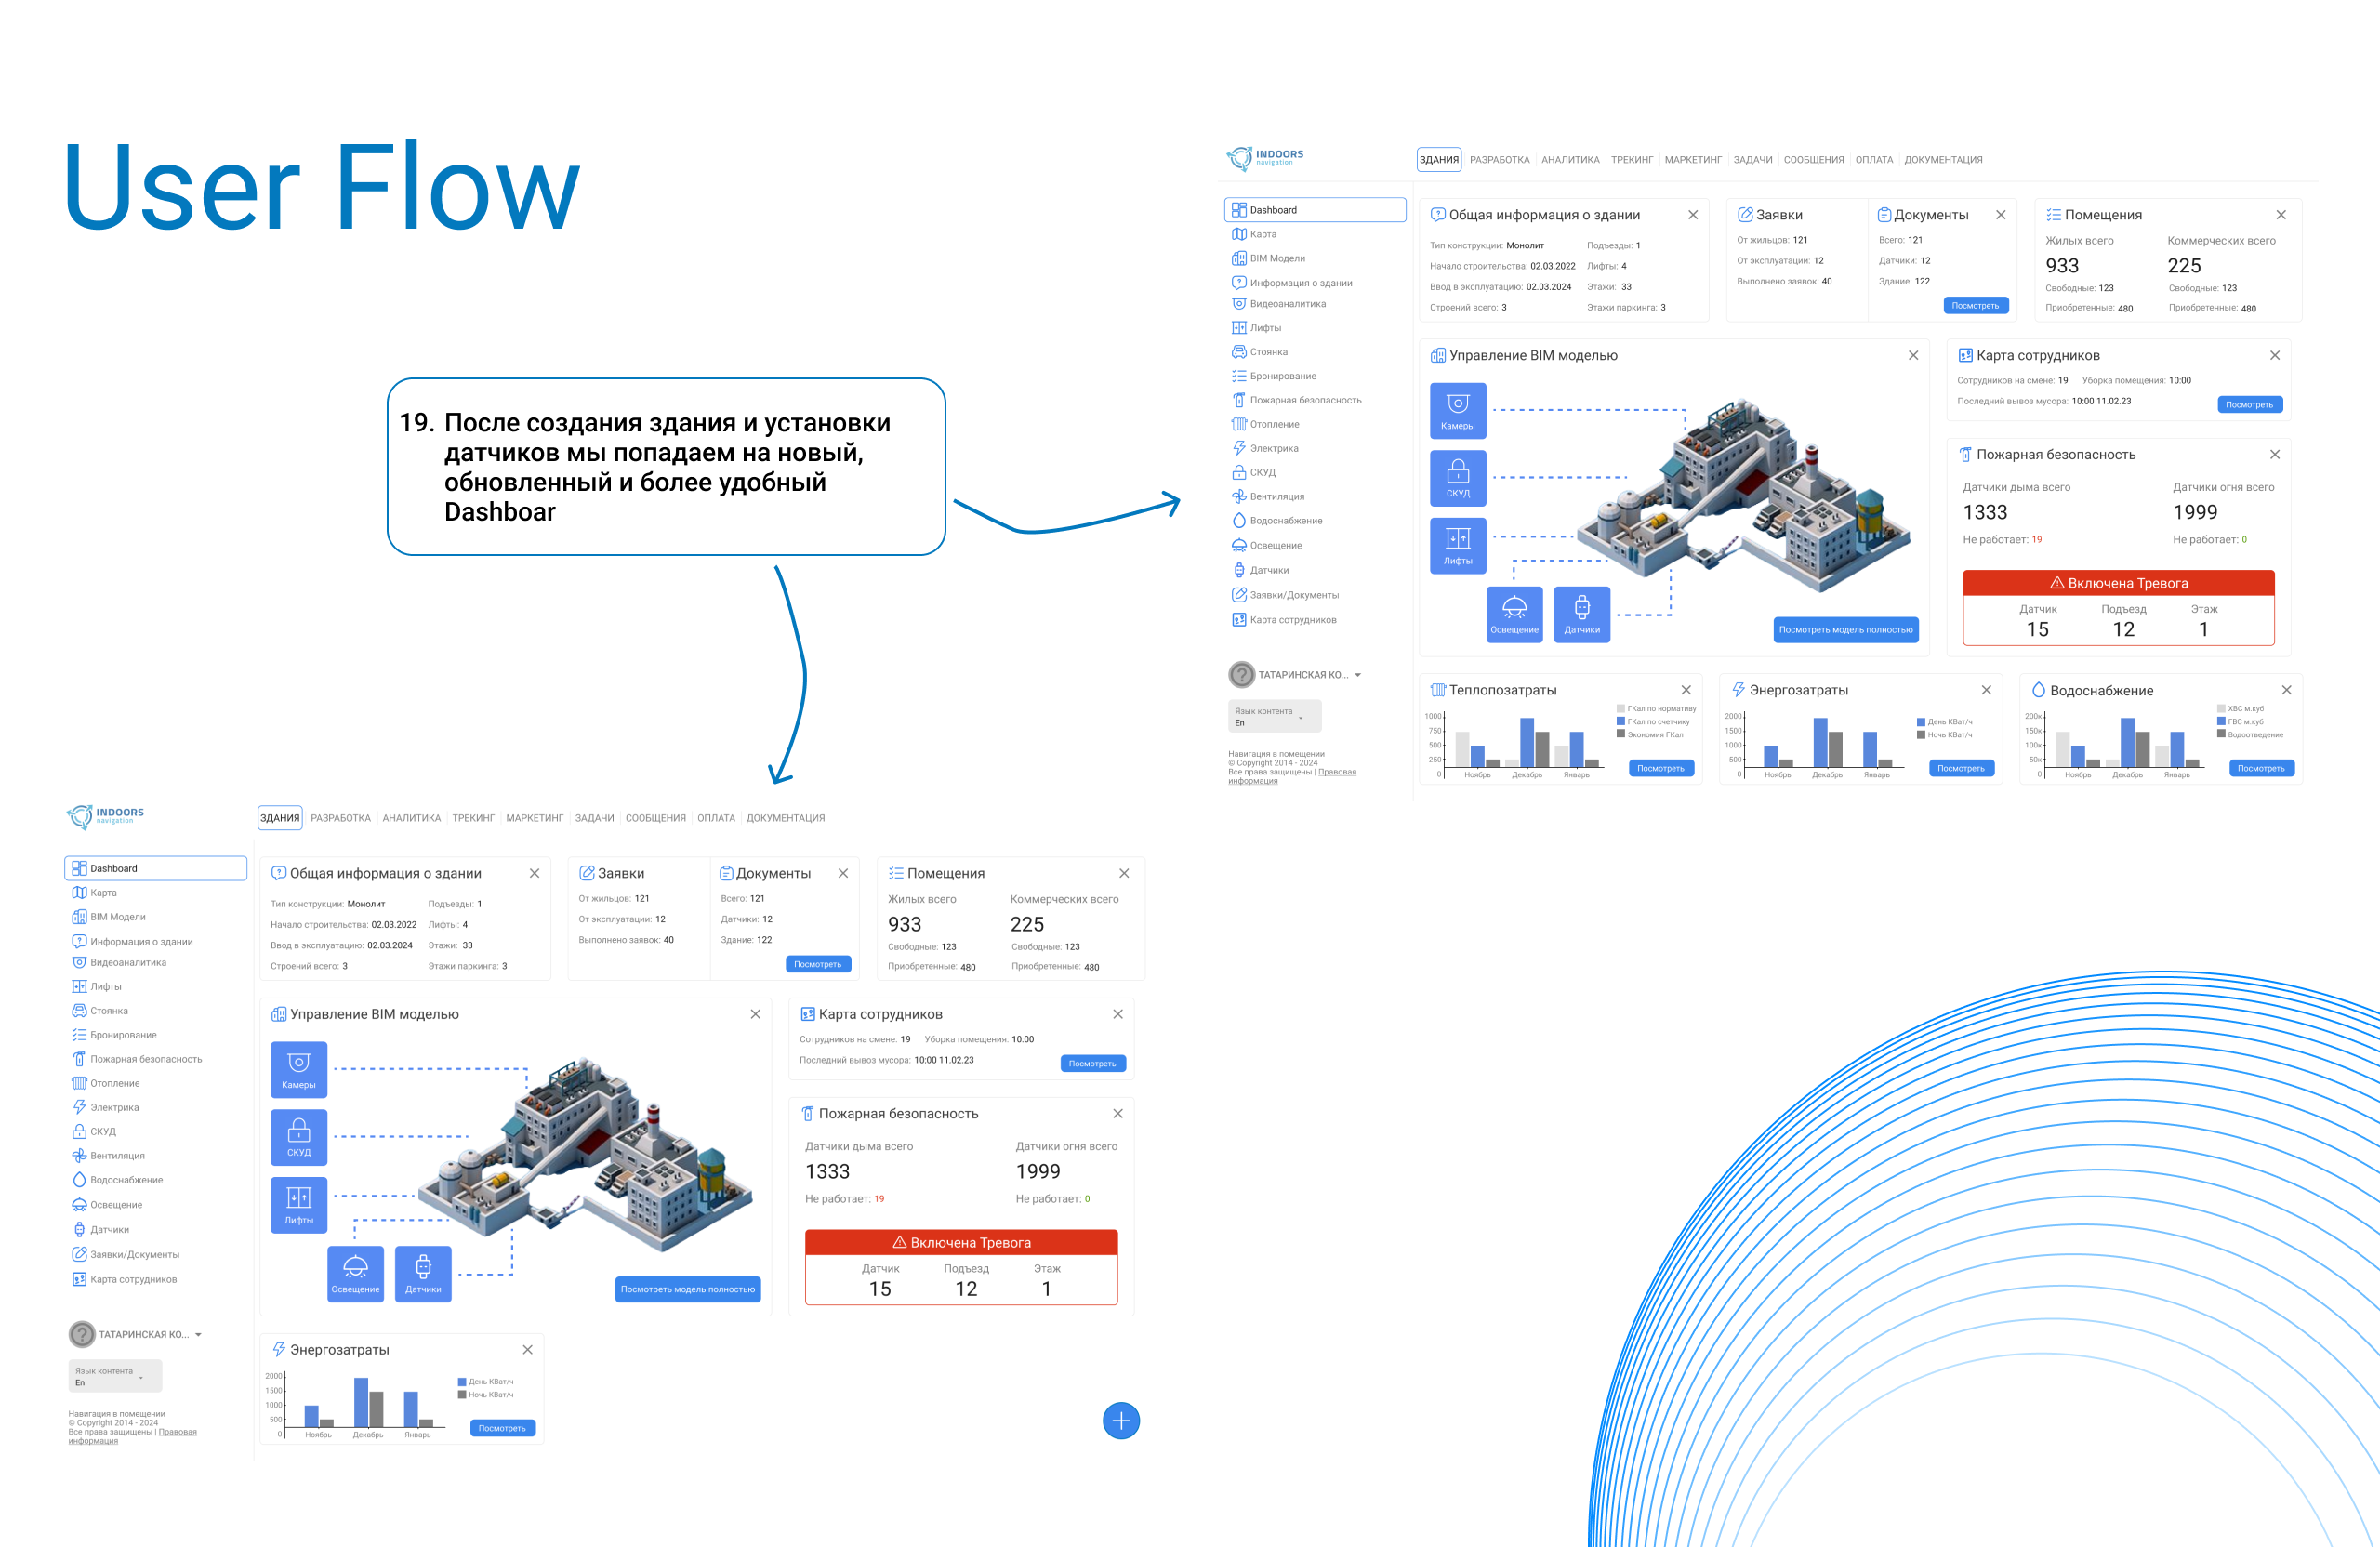 User Flow
19. После создания здания и установки
датчиков мы попадаем на новый,
обновленный и более удобный
Dashboar
INDOORS
navigation
ЗДАНИЯ РАЗРАБОТКА АНАЛИТИКА ТРЕКИНГ МАРКЕТИНГ ЗАДАЧИ СООБЩЕНИЯ ОПЛАТА ДОКУМЕНТАЦИЯ
Dashboard
Карта
BIM Модели
Информация о здании
Видеоаналитика
Лифты
Стоянка
Бронирование
Пожарная безопасность
Отопление
Электрика
СКУД
Вентиляция
Водоснабжение
Освещение
Датчики
Заявки/Документы
Карта сотрудников
ТАТАРИНСКАЯ КО...
Язык контента
En
Навигация в помещении
© Copyright 2014 - 2024
Все права защищены | Правовая
информация
Общая информация о здании
Тип конструкции: Монолит Подъезды: 1
Начало строительства: 02.03.2022 Лифты: 4
Ввод в эксплуатацию: 02.03.2024 Этажи: 33
Строений всего: 3 Этажи паркинга: 3
Заявки
От жильцов: 121
От эксплуатации: 12
Выполнено заявок: 40
Документы
Всего: 121
Датчики: 12
Здание: 122
Посмотреть
Помещения
Жилых всего Коммерческих всего
933 225
Свободные: 123 Свободные: 123
Приобретенные: 480 Приобретенные: 480
Управление BIM моделью
Камеры
СКУД
Лифты
Освещение Датчики
Посмотреть модель полностью
Карта сотрудников
Сотрудников на смене: 19 Уборка помещения: 10:00
Последний вывоз мусора: 10:00 11.02.23
Посмотреть
Пожарная безопасность
Датчики дыма всего Датчики огня всего
1333 1999
Не работает: 19 Не работает: 0
Включена Тревога
Датчик Подъезд Этаж
15 12 1
Теплопозатраты
1000
750
500
250
0
Ноябрь Декабрь Январь
ГКал по нормативу
ГКал по счетчику
Экономия ГКал
Посмотреть
Энергозатраты
2000
1500
1000
500
0
Ноябрь Декабрь Январь
День КВат/ч
Ночь КВат/ч
Посмотреть
Водоснабжение
200к
150к
100к
50к
0
Ноябрь Декабрь Январь
ХВС м.куб
ГВС м.куб
Водоотведение
Посмотреть
INDOORS
navigation
ЗДАНИЯ РАЗРАБОТКА АНАЛИТИКА ТРЕКИНГ МАРКЕТИНГ ЗАДАЧИ СООБЩЕНИЯ ОПЛАТА ДОКУМЕНТАЦИЯ
Dashboard
Карта
BIM Модели
Информация о здании
Видеоаналитика
Лифты
Стоянка
Бронирование
Пожарная безопасность
Отопление
Электрика
СКУД
Вентиляция
Водоснабжение
Освещение
Датчики
Заявки/Документы
Карта сотрудников
ТАТАРИНСКАЯ КО...
Язык контента
En
Навигация в помещении
© Copyright 2014 - 2024
Все права защищены | Правовая
информация
Общая информация о здании
Тип конструкции: Монолит Подъезды: 1
Начало строительства: 02.03.2022 Лифты: 4
Ввод в эксплуатацию: 02.03.2024 Этажи: 33
Строений всего: 3 Этажи паркинга: 3
Заявки
От жильцов: 121
От эксплуатации: 12
Выполнено заявок: 40
Документы
Всего: 121
Датчики: 12
Здание: 122
Посмотреть
Помещения
Жилых всего Коммерческих всего
933 225
Свободные: 123 Свободные: 123
Приобретенные: 480 Приобретенные: 480
Управление BIM моделью
Камеры
СКУД
Лифты
Освещение Датчики
Посмотреть модель полностью
Карта сотрудников
Сотрудников на смене: 19 Уборка помещения: 10:00
Последний вывоз мусора: 10:00 11.02.23
Посмотреть
Пожарная безопасность
Датчики дыма всего Датчики огня всего
1333 1999
Не работает: 19 Не работает: 0
Включена Тревога
Датчик Подъезд Этаж
15 12 1
Энергозатраты
2000
1500
1000
500
0
Ноябрь Декабрь Январь
День КВат/ч
Ночь КВат/ч
Посмотреть